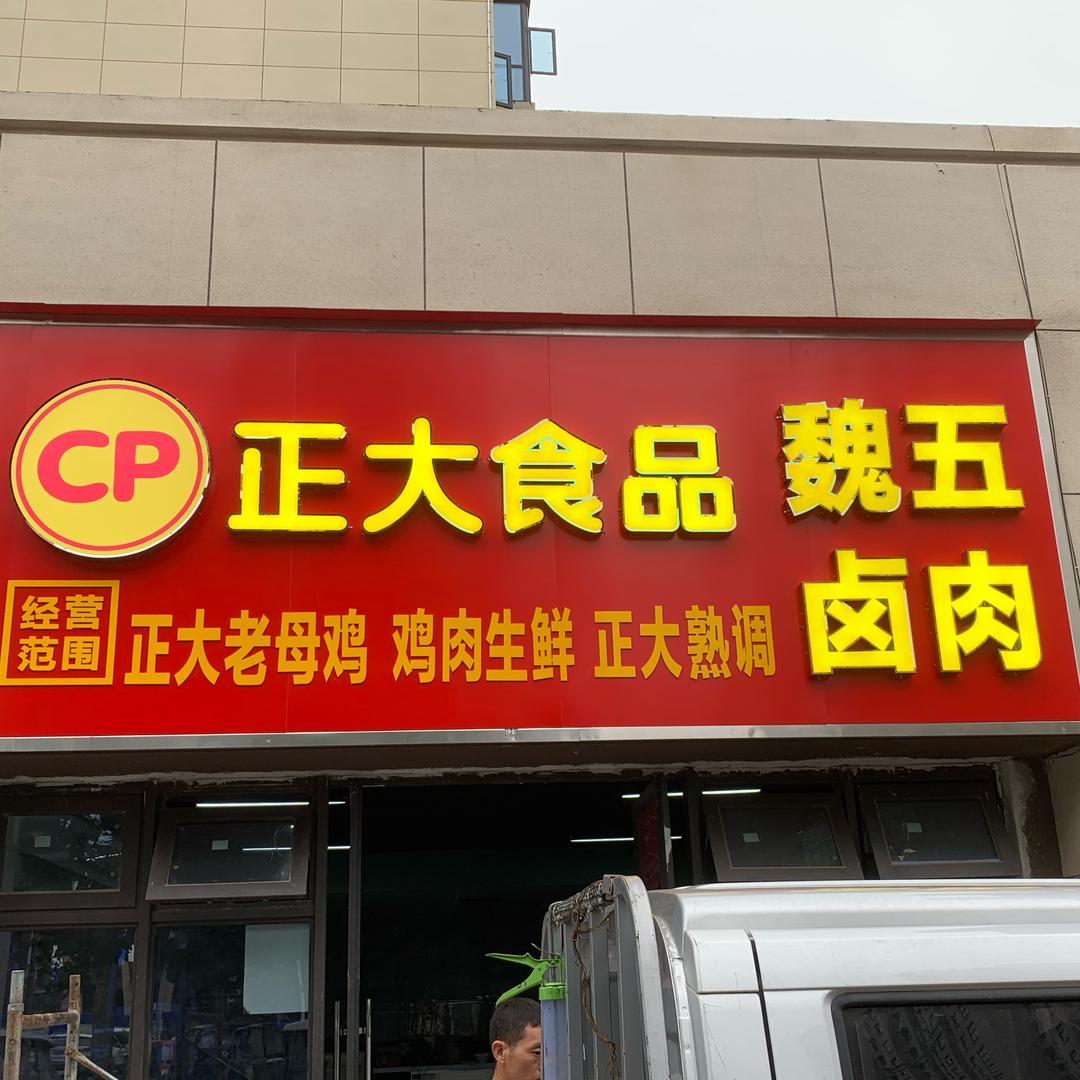 CP 正大食品
魏五
卤肉
经营
范围
正大老母鸡 鸡肉生鲜 正大熟调